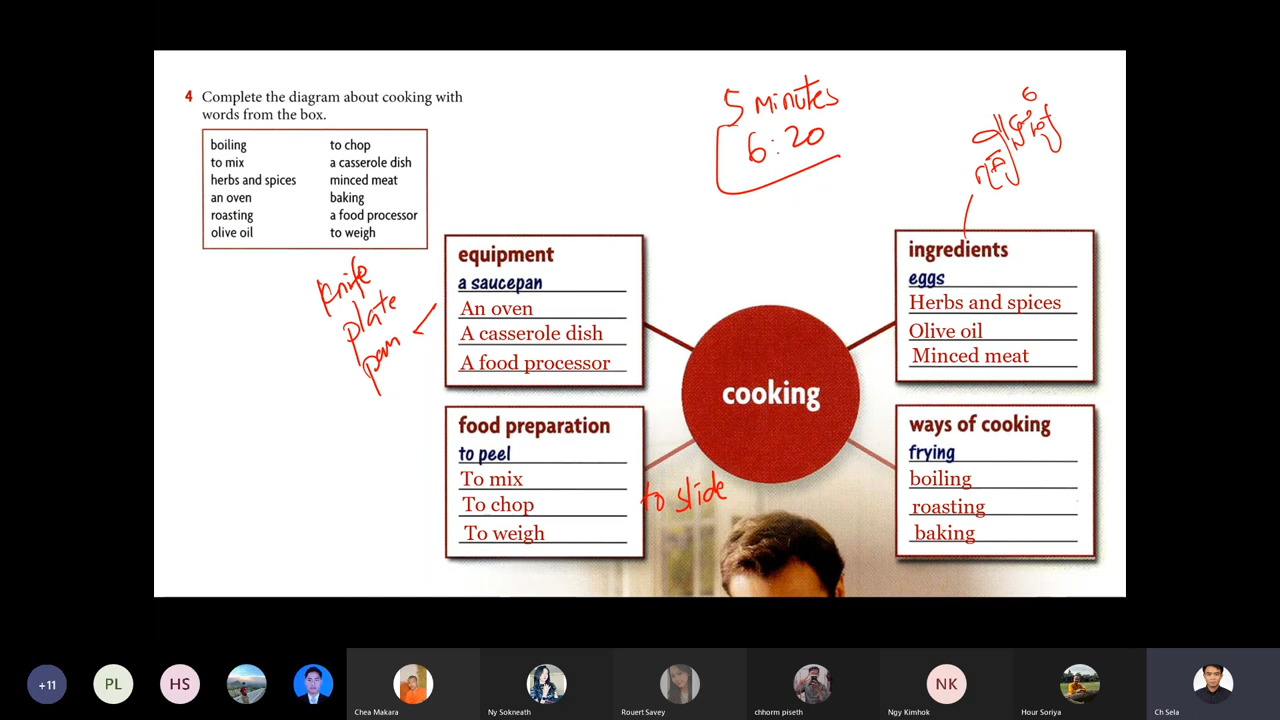 4 Complete the diagram about cooking with
words from the box.
boiling
to mix
herbs and spices
an oven
roasting
olive oil
to chop
a casserole dish
minced meat
baking
a food processor
to weigh
5 minutes
6:20
knife
plate
pan
equipment
a saucepan
An oven
A casserole dish
A food processor
ingredients
eggs
Herbs and spices
Olive oil
Minced meat
cooking
food preparation
to peel
To mix
To chop
To weigh
to slide
ways of cooking
frying
boiling
roasting
baking
+11
PL
HS
Chea Makara
Ny Sokneath
Rouert Savey
chhorm piseth
NK
Ngy Kimhok
Hour Soriya
Ch Sela